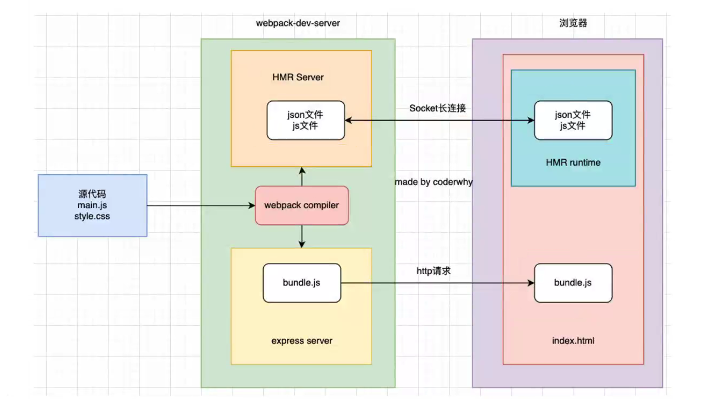 webpack-dev-server
浏览器
HMR Server
json文件
js文件
Socket长连接
json文件
js文件
HMR runtime
made by coderwhy
源代码
main.js
style.css
webpack compiler
bundle.js
http请求
bundle.js
express server
index.html